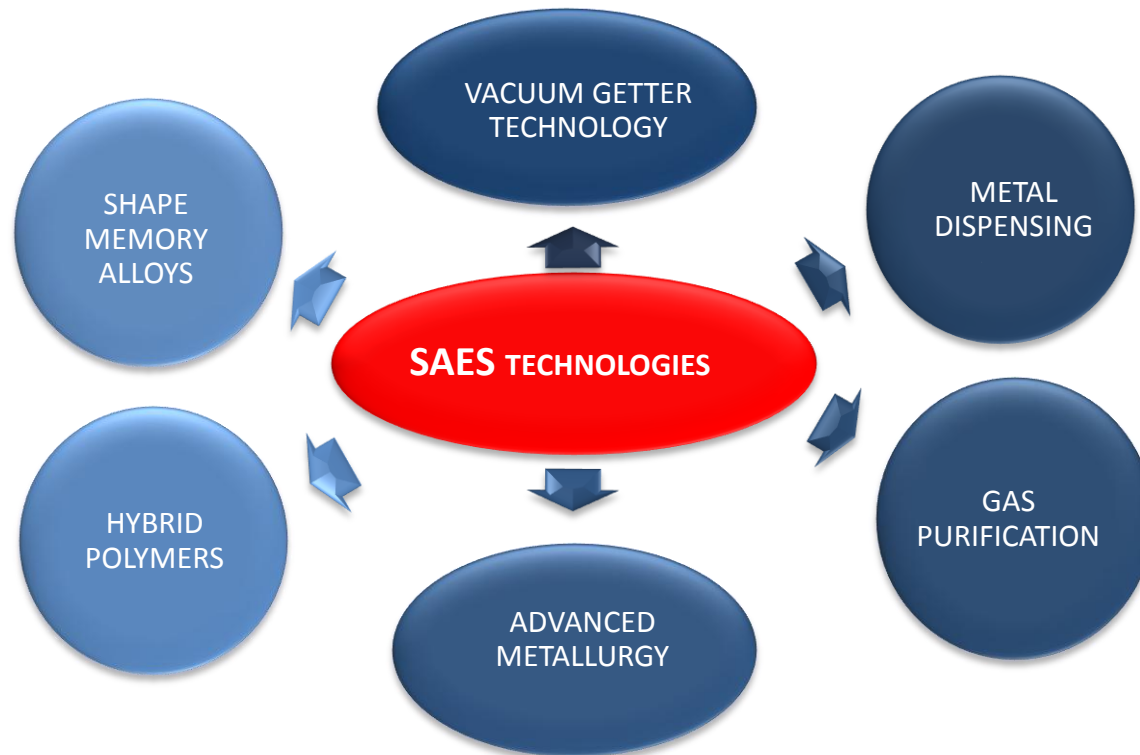 VACUUM GETTER
TECHNOLOGY
SHAPE
MEMORY
ALLOYS
METAL
DISPENSING
SAES TECHNOLOGIES
HYBRID
POLYMERS
GAS
PURIFICATION
ADVANCED
METALLURGY